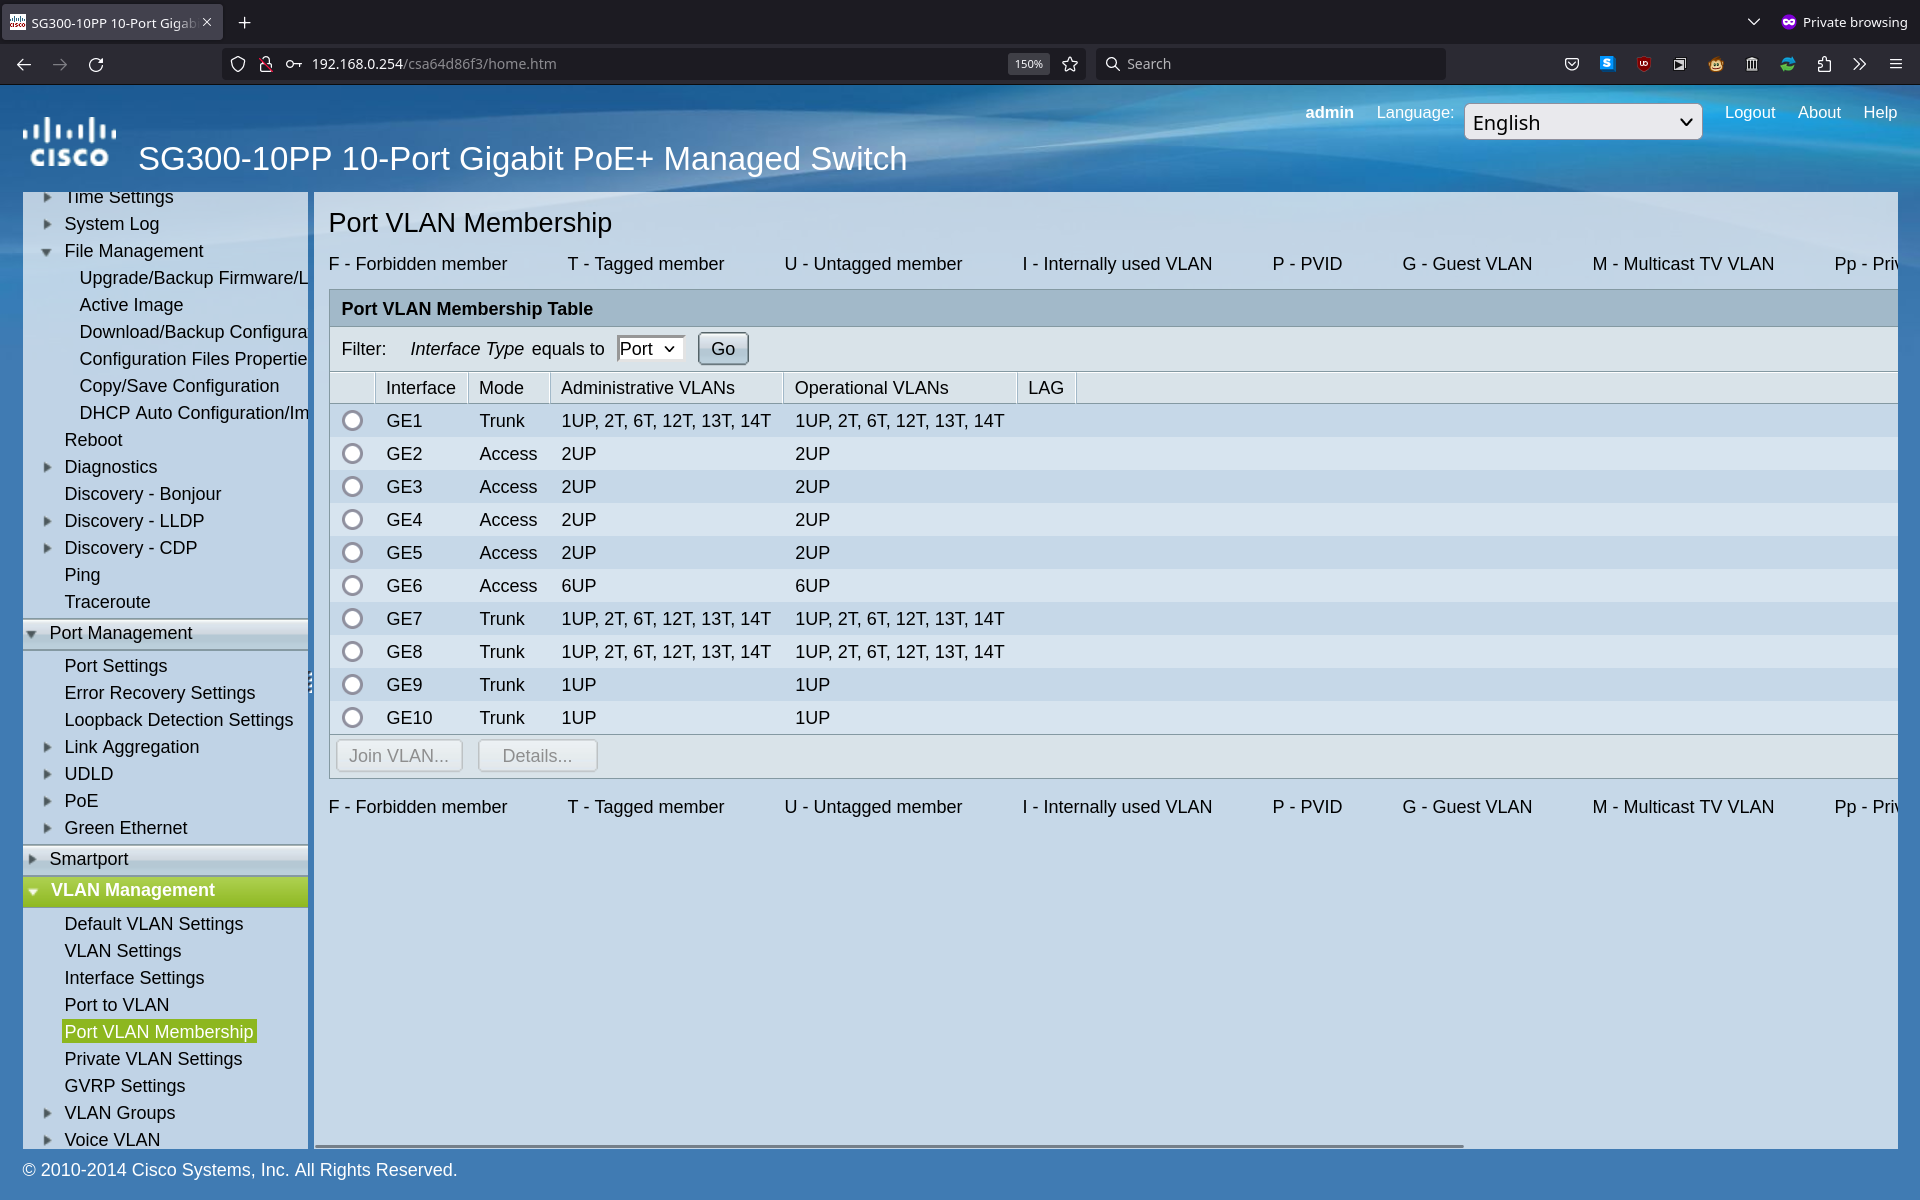 SG300-10PP 10-Port Gigab
Private browsing
192.168.0.254/csa64d86f3/home.htm
150%
Search
S
UD
admin
Language:
English
Logout
About
Help
CISCO
SG300-10PP 10-Port Gigabit PoE+ Managed Switch
Time Settings
System Log
File Management
Upgrade/Backup Firmware/L
Active Image
Download/Backup Configura
Configuration Files Propertie
Copy/Save Configuration
DHCP Auto Configuration/Im
Reboot
Diagnostics
Discovery - Bonjour
Discovery - LLDP
Discovery - CDP
Ping
Traceroute
Port Management
Port Settings
Error Recovery Settings
Loopback Detection Settings
Link Aggregation
UDLD
PoE
Green Ethernet
Smartport
VLAN Management
Default VLAN Settings
VLAN Settings
Interface Settings
Port to VLAN
Port VLAN Membership
Private VLAN Settings
GVRP Settings
VLAN Groups
Voice VLAN
Port VLAN Membership
F - Forbidden member T - Tagged member U - Untagged member I - Internally used VLAN P - PVID G - Guest VLAN M - Multicast TV VLAN Pp - Priv
Port VLAN Membership Table
Filter: Interface Type equals to Port Go
Interface Mode Administrative VLANs Operational VLANs LAG
GE1 Trunk 1UP, 2T, 6T, 12T, 13T, 14T 1UP, 2T, 6T, 12T, 13T, 14T
GE2 Access 2UP 2UP
GE3 Access 2UP 2UP
GE4 Access 2UP 2UP
GE5 Access 2UP 2UP
GE6 Access 6UP 6UP
GE7 Trunk 1UP, 2T, 6T, 12T, 13T, 14T 1UP, 2T, 6T, 12T, 13T, 14T
GE8 Trunk 1UP, 2T, 6T, 12T, 13T, 14T 1UP, 2T, 6T, 12T, 13T, 14T
GE9 Trunk 1UP 1UP
GE10 Trunk 1UP 1UP
Join VLAN... Details...
F - Forbidden member T - Tagged member U - Untagged member I - Internally used VLAN P - PVID G - Guest VLAN M - Multicast TV VLAN Pp - Priv
© 2010-2014 Cisco Systems, Inc. All Rights Reserved.